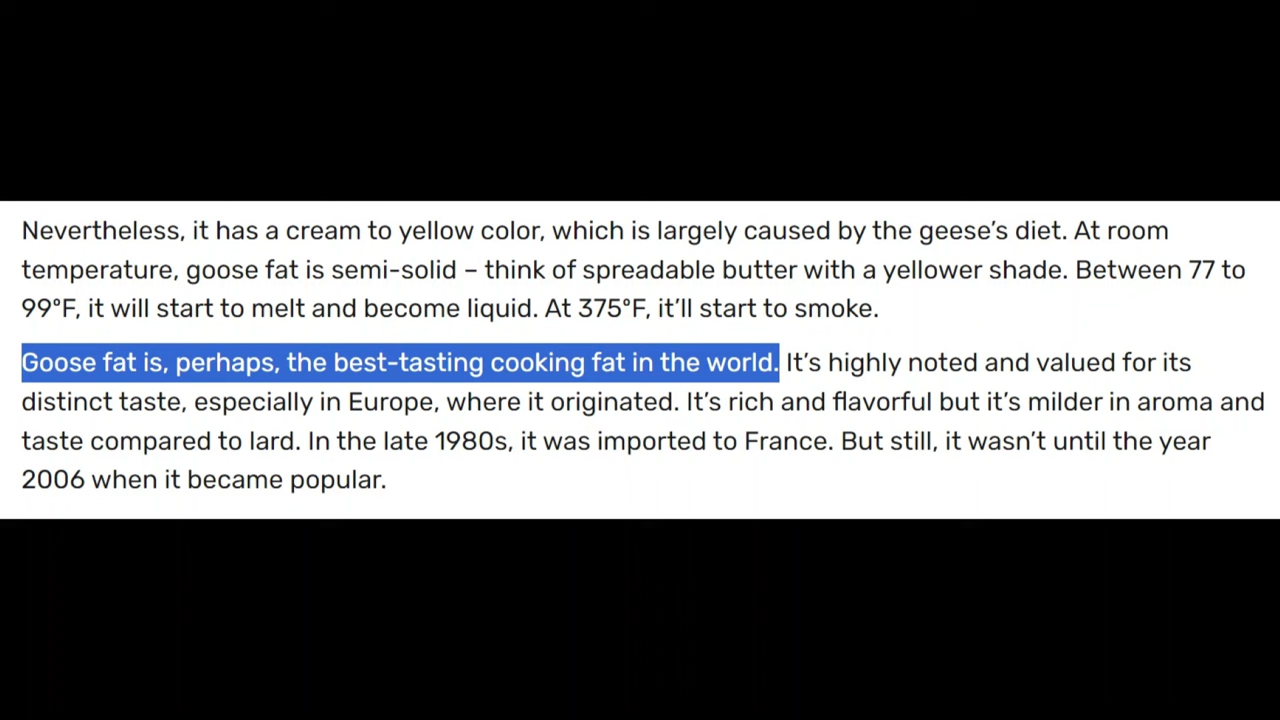 Nevertheless, it has a cream to yellow color, which is largely caused by the geese’s diet. At room
temperature, goose fat is semi-solid – think of spreadable butter with a yellower shade. Between 77 to
99°F, it will start to melt and become liquid. At 375°F, it’ll start to smoke.
Goose fat is, perhaps, the best-tasting cooking fat in the world. It’s highly noted and valued for its
distinct taste, especially in Europe, where it originated. It’s rich and flavorful but it’s milder in aroma and
taste compared to lard. In the late 1980s, it was imported to France. But still, it wasn’t until the year
2006 when it became popular.